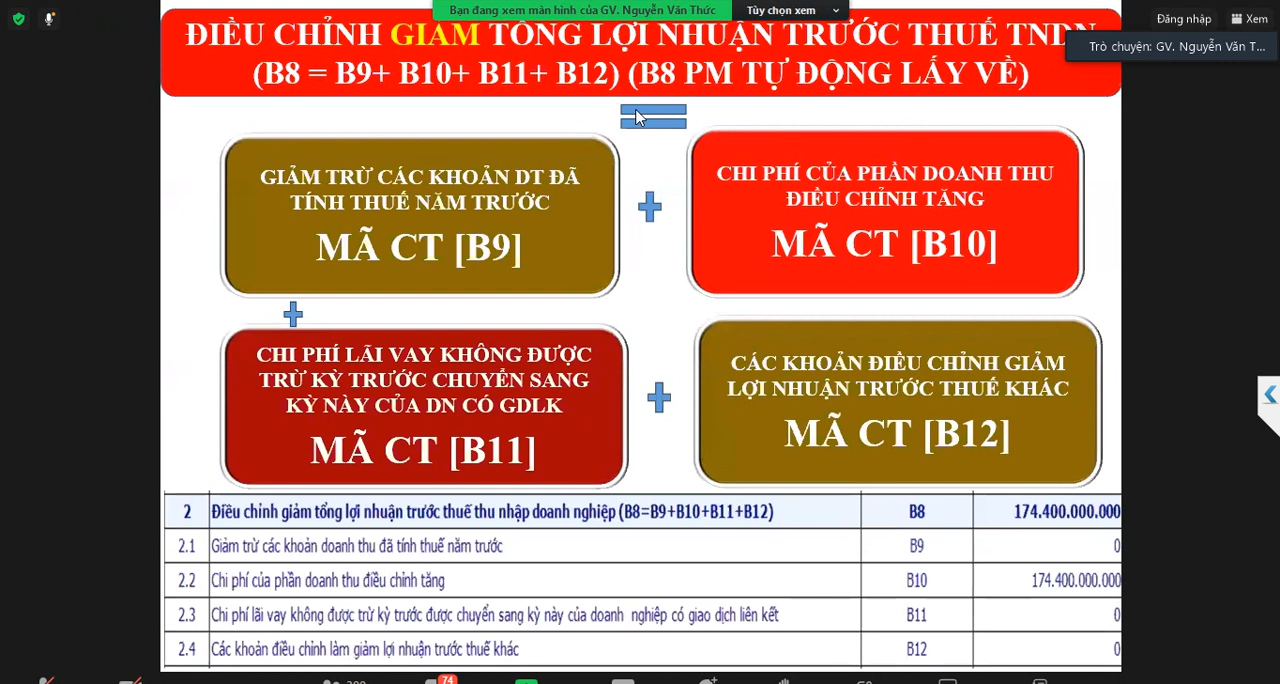 Bạn đang xem màn hình của GV. Nguyễn Văn Thức
Tùy chọn xem
Đăng nhập
Xem
Trò chuyện: GV. Nguyễn Văn T...
ĐIỀU CHỈNH GIẢM TỔNG LỢI NHUẬN TRƯỚC THUẾ TNDN
(B8 = B9+ B10+ B11+ B12) (B8 PM TỰ ĐỘNG LẤY VỀ)
GIẢM TRỪ CÁC KHOẢN DT ĐÃ
TÍNH THUẾ NĂM TRƯỚC
MÃ CT [B9]
CHI PHÍ CỦA PHẦN DOANH THU
ĐIỀU CHỈNH TĂNG
MÃ CT [B10]
CHI PHÍ LÃI VAY KHÔNG ĐƯỢC
TRỪ KỲ TRƯỚC CHUYỂN SANG
KỲ NÀY CỦA DN CÓ GDLK
MÃ CT [B11]
CÁC KHOẢN ĐIỀU CHỈNH GIẢM
LỢI NHUẬN TRƯỚC THUẾ KHÁC
MÃ CT [B12]
2 Điều chỉnh giảm tổng lợi nhuận trước thuế thu nhập doanh nghiệp (B8=B9+B10+B11+B12) B8 174.400.000.000
2.1 Giảm trừ các khoản doanh thu đã tính thuế năm trước B9 0
2.2 Chi phí của phần doanh thu điều chỉnh tăng B10 174.400.000.000
2.3 Chi phí lãi vay không được trừ kỳ trước được chuyển sang kỳ này của doanh nghiệp có giao dịch liên kết B11 0
2.4 Các khoản điều chỉnh làm giảm lợi nhuận trước thuế khác B12 0
74